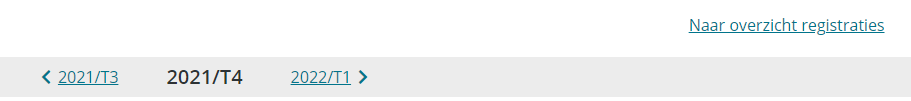 Naar overzicht registraties
2021/T3 2021/T4 2022/T1